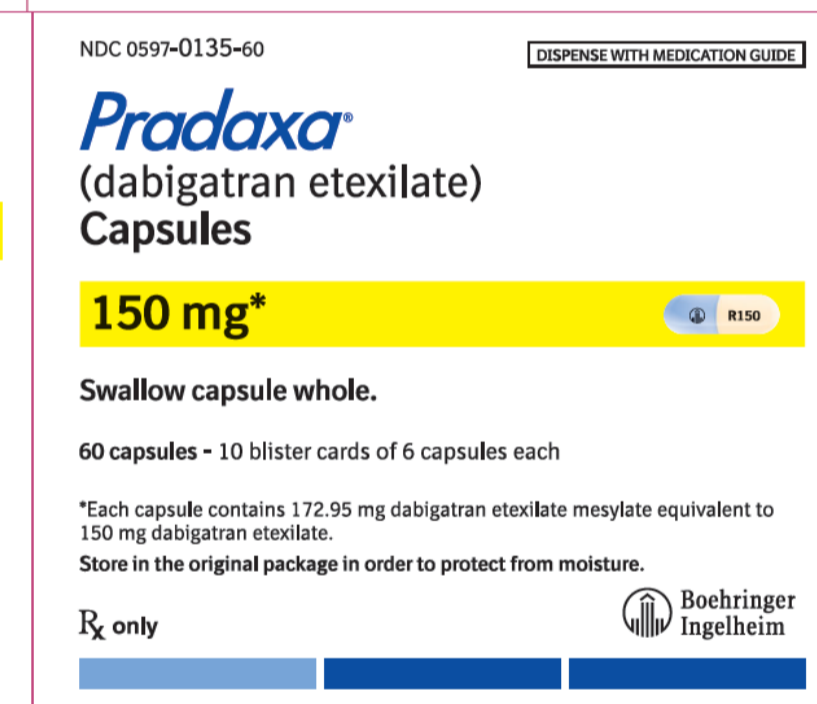 NDC 0597-0135-60
DISPENSE WITH MEDICATION GUIDE
Pradaxa®
(dabigatran etexilate)
Capsules
150 mg*
R150
Swallow capsule whole.
60 capsules - 10 blister cards of 6 capsules each
*Each capsule contains 172.95 mg dabigatran etexilate mesylate equivalent to
150 mg dabigatran etexilate.
Store in the original package in order to protect from moisture.
Rx only
Boehringer
Ingelheim